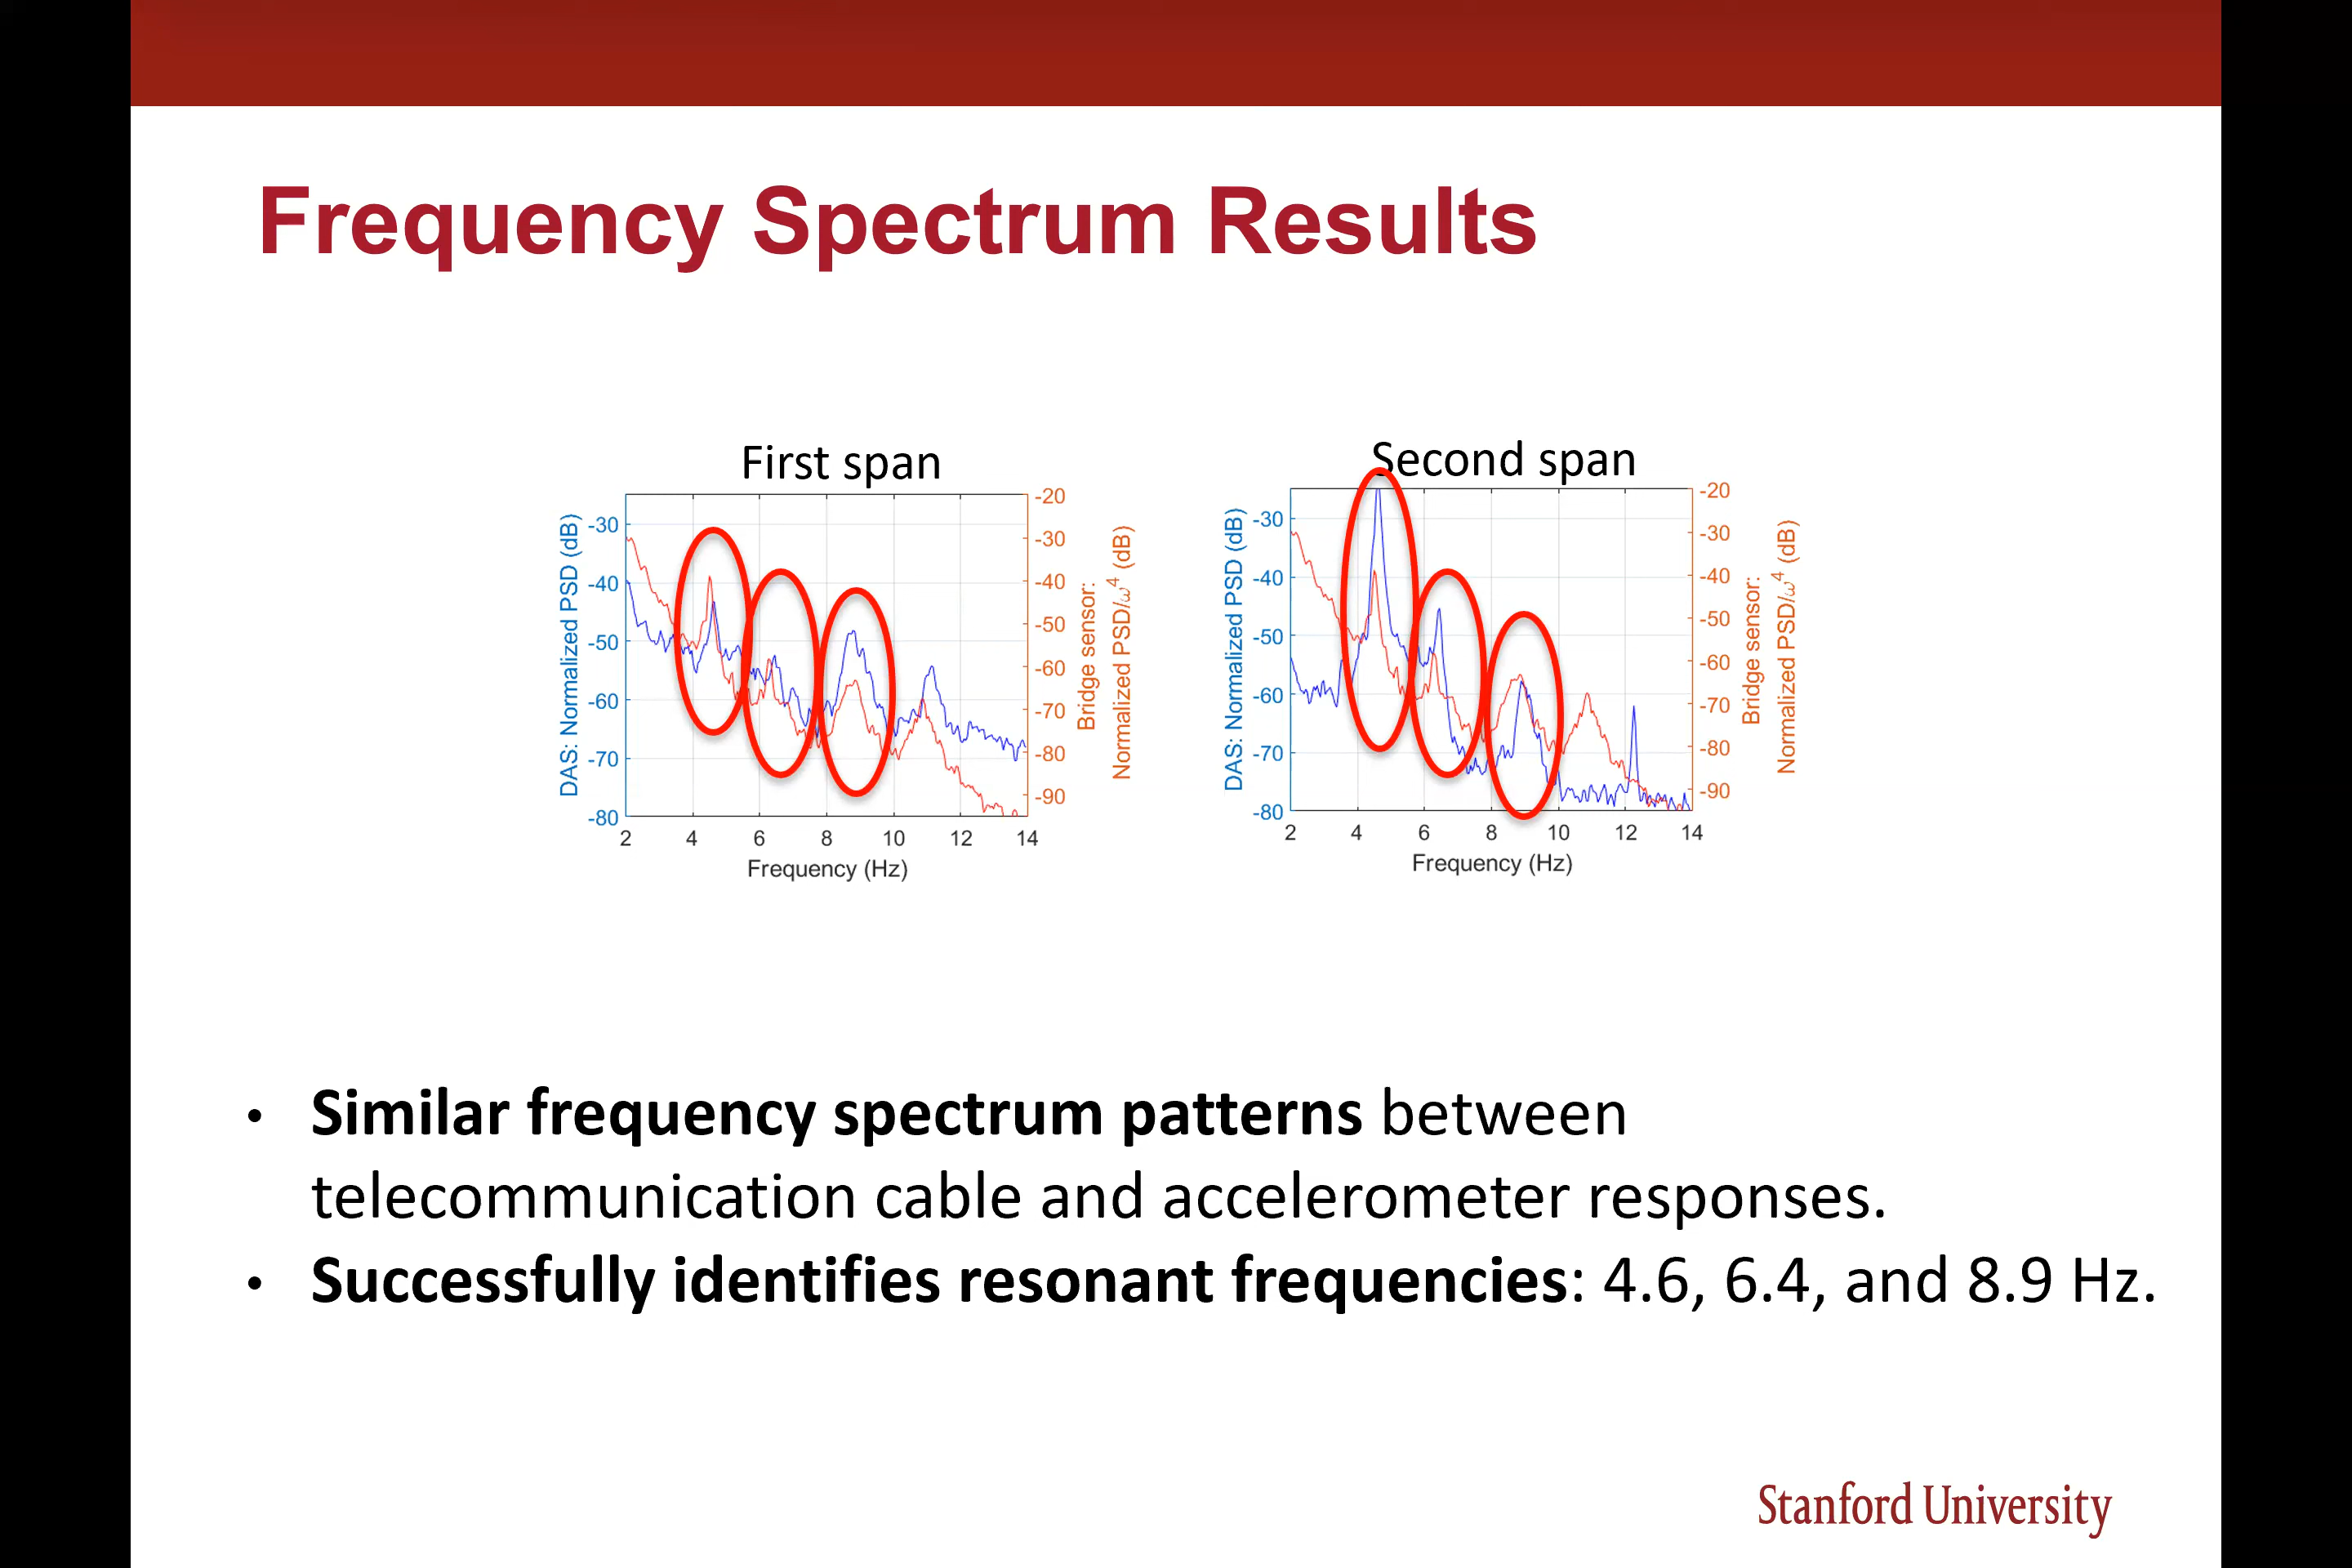 Frequency Spectrum Results
First span
DAS: Normalized PSD (dB)
-30
-40
-50
-60
-70
-80
-20
-30
-40
-50
-60
-70
-80
-90
Bridge sensor:
Normalized PSD/ω⁴ (dB)
2 4 6 8 10 12 14
Frequency (Hz)
Second span
DAS: Normalized PSD (dB)
-30
-40
-50
-60
-70
-80
-20
-30
-40
-50
-60
-70
-80
-90
Bridge sensor:
Normalized PSD/ω⁴ (dB)
2 4 6 8 10 12 14
Frequency (Hz)
• Similar frequency spectrum patterns between
telecommunication cable and accelerometer responses.
• Successfully identifies resonant frequencies: 4.6, 6.4, and 8.9 Hz.
Stanford University